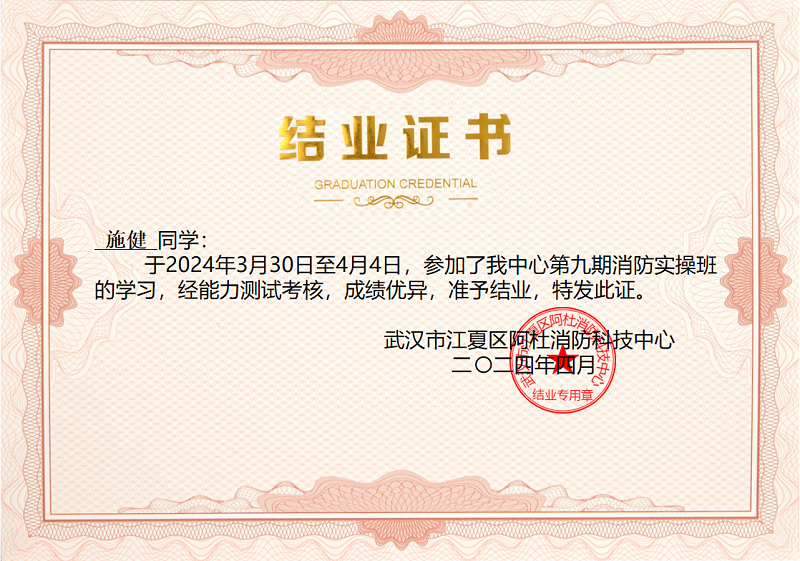 结业证书
GRADUATION CREDENTIAL
施健 同学：
于2024年3月30日至4月4日，参加了我中心第九期消防实操班
的学习，经能力测试考核，成绩优异，准予结业，特发此证。
武汉市江夏区阿杜消防科技中心
二〇二四年四月
武汉市江夏区阿杜消防科技中心
结业专用章